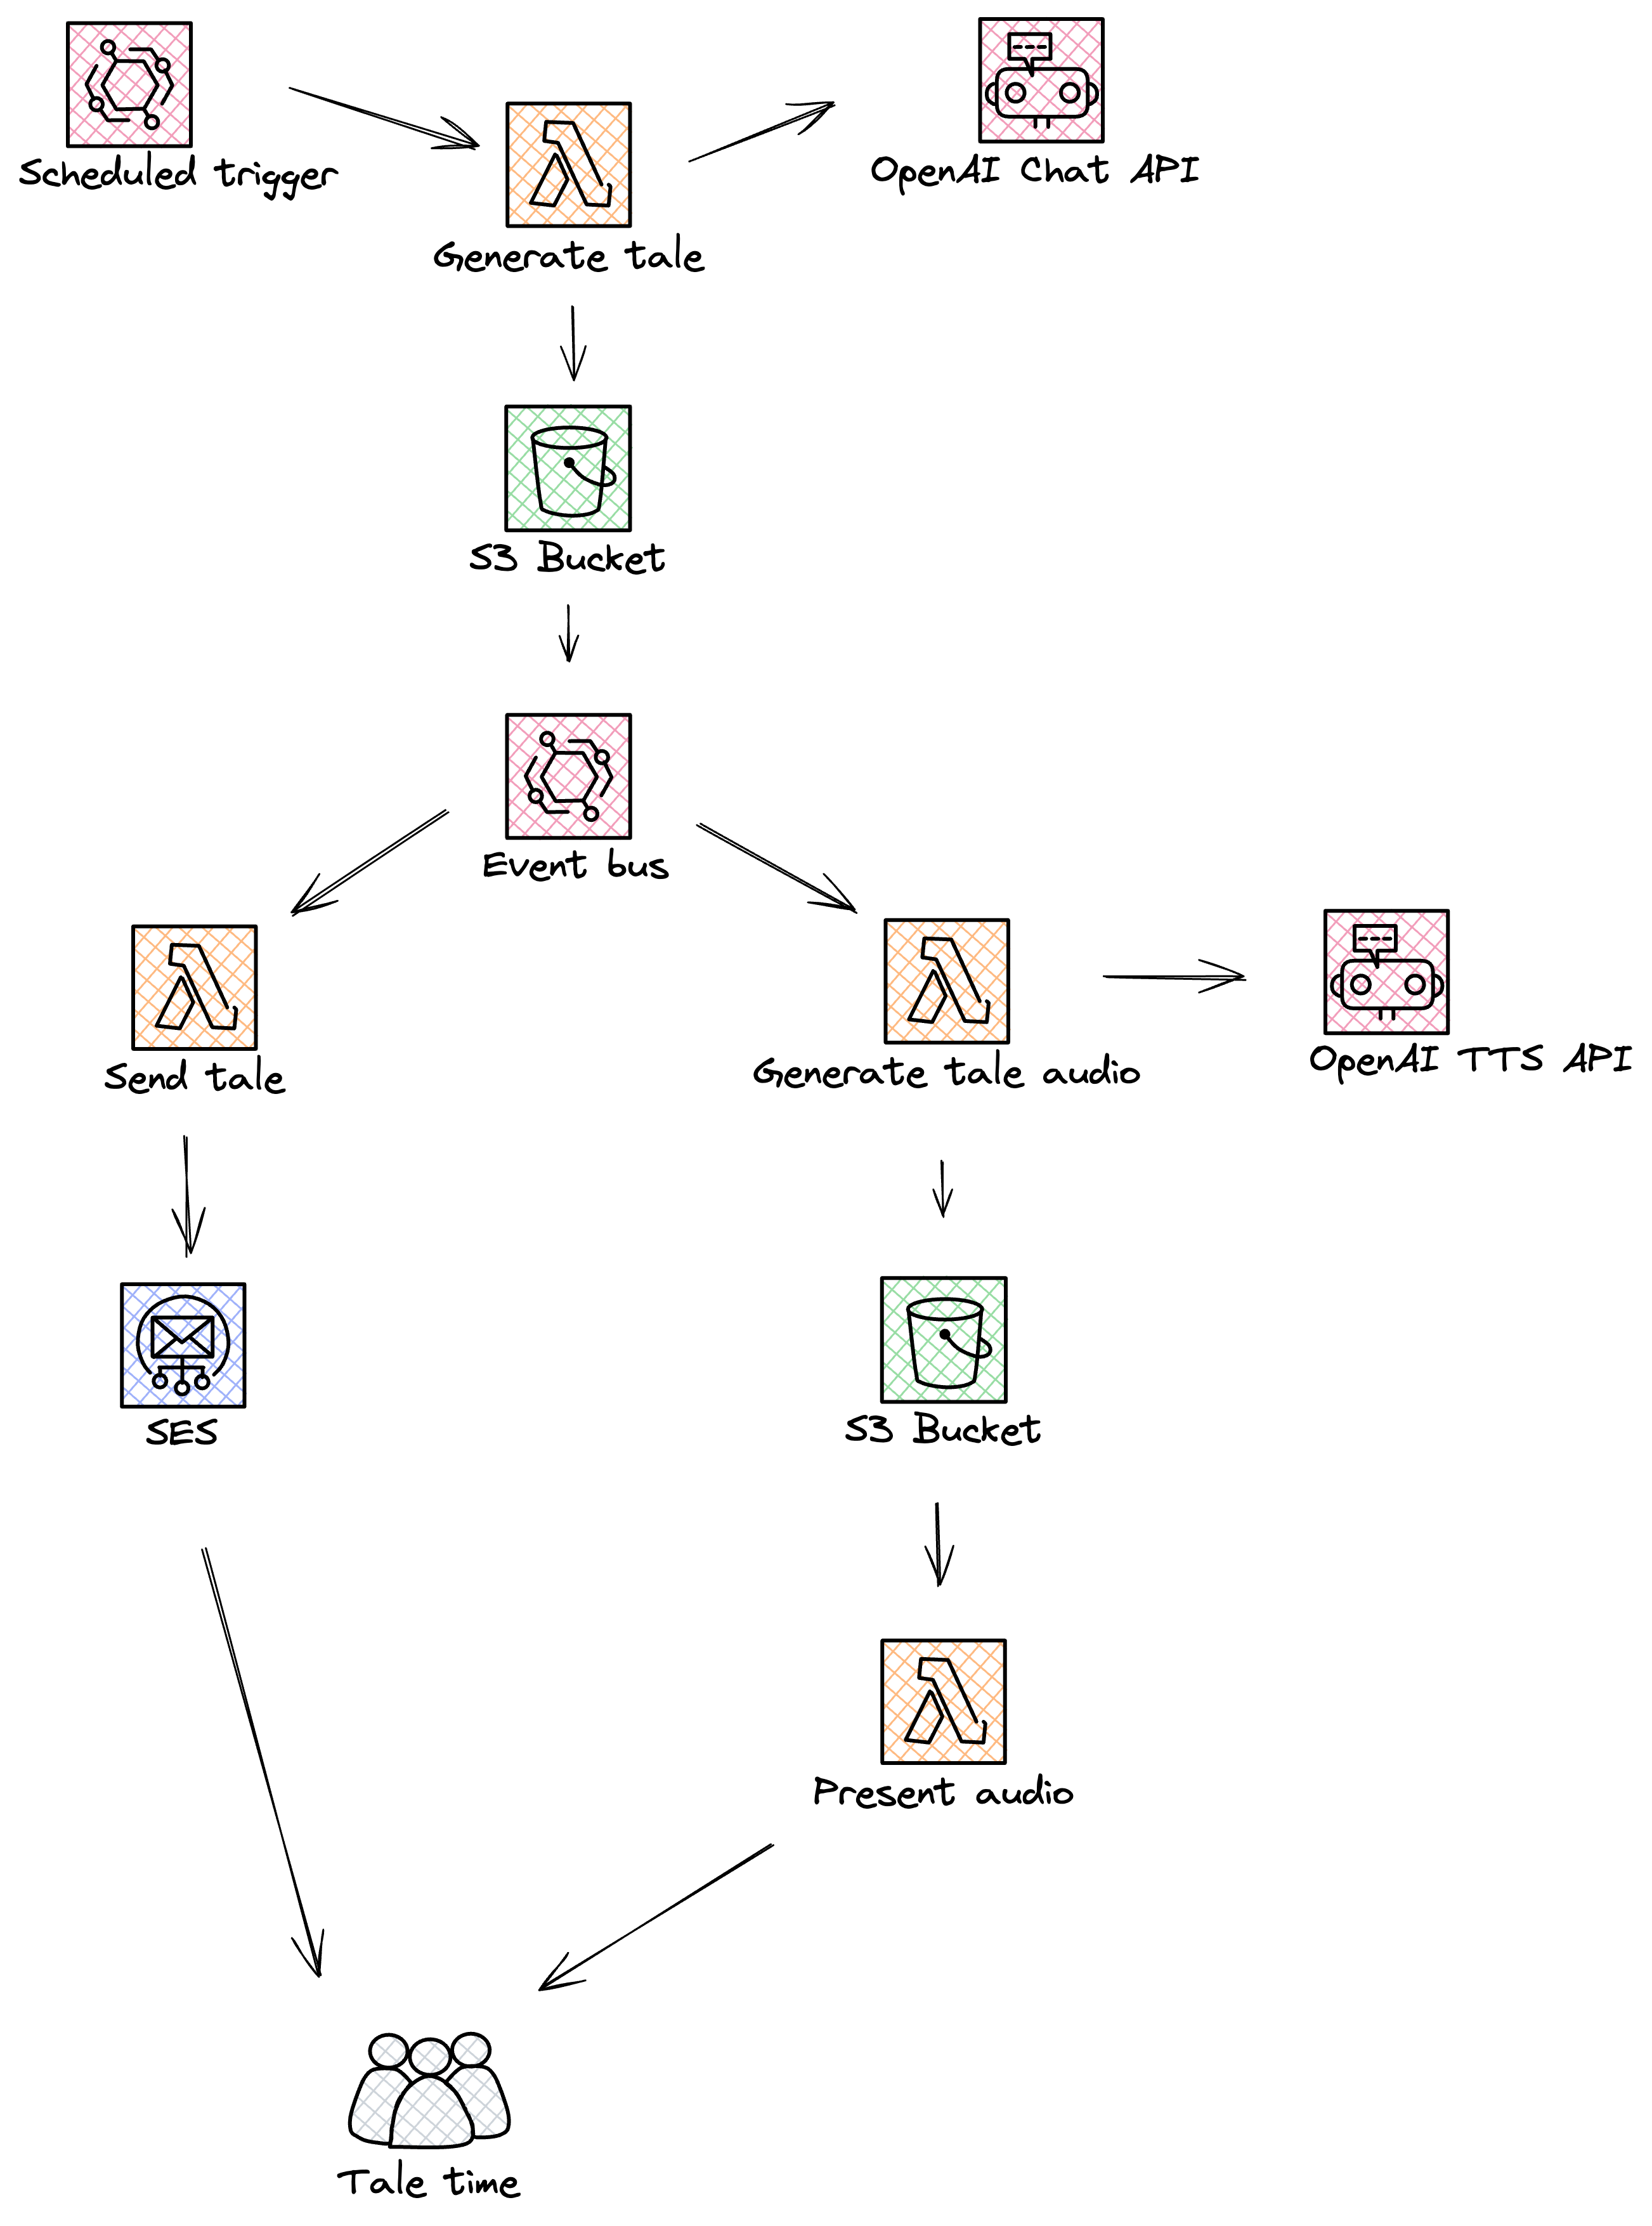 Scheduled trigger
OpenAI Chat API
Generate tale
S3 Bucket
Event bus
Send tale
Generate tale audio
OpenAI TTS API
SES
S3 Bucket
Present audio
Tale time